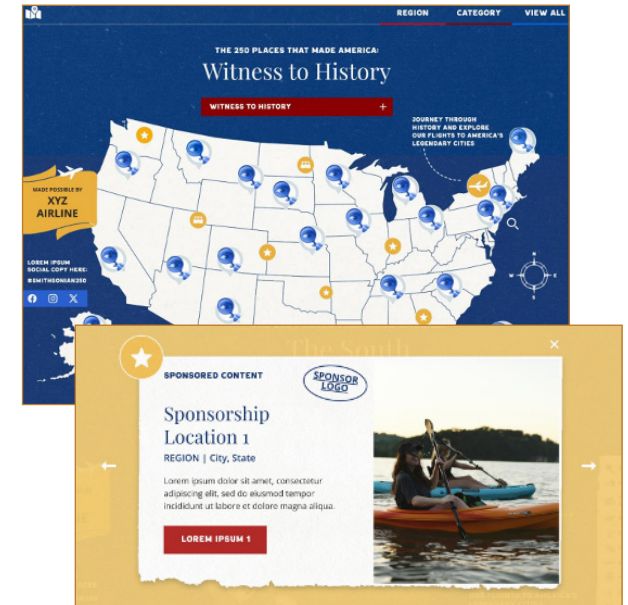 REGION CATEGORY VIEW ALL
THE 250 PLACES THAT MADE AMERICA:
Witness to History
WITNESS TO HISTORY +
JOURNEY THROUGH
HISTORY AND EXPLORE
OUR FLIGHTS TO AMERICA'S
LEGENDARY CITIES
MADE POSSIBLE BY
XYZ
AIRLINE
LOREM IPSUM
SOCIAL COPY HERE:
@SMITHSONIAN250
N
W E
S
The South
SPONSORED CONTENT
SPONSOR
LOGO
Sponsorship
Location 1
REGION | City, State
Lorem ipsum dolor sit amet, consectetur
adipiscing elit, sed do eiusmod tempor
incididunt ut labore et dolore magna aliqua.
LOREM IPSUM 1